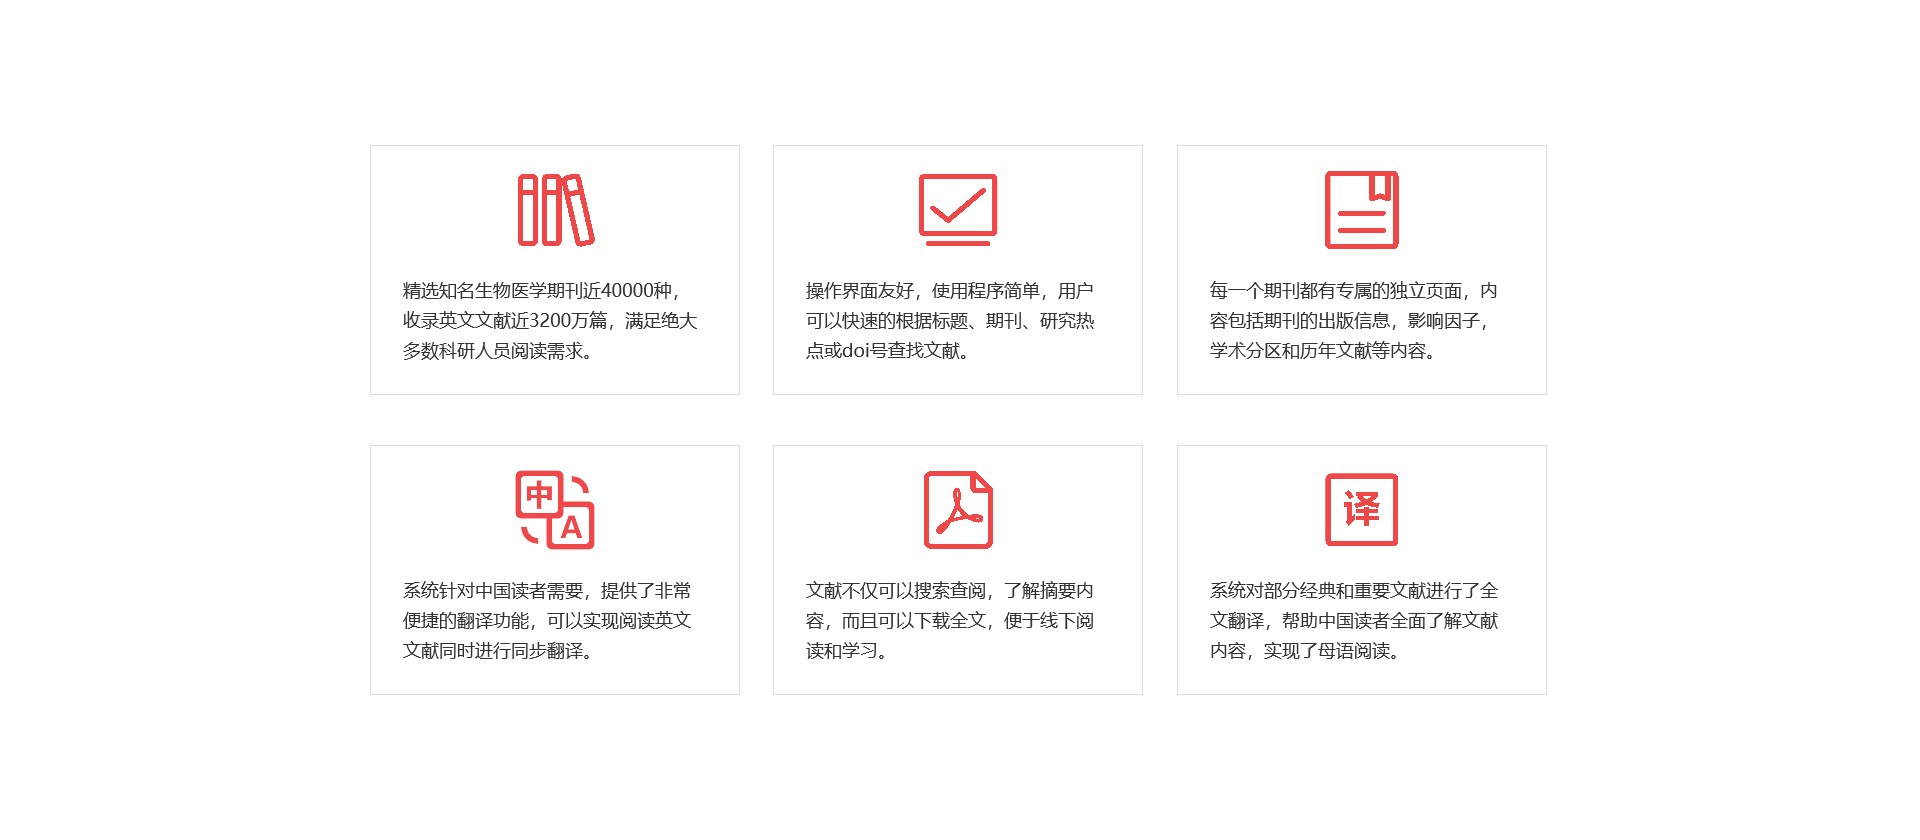 精选知名生物医学期刊近40000种，
收录英文文献近3200万篇，满足绝大
多数科研人员阅读需求。
操作界面友好，使用程序简单，用户
可以快速的根据标题、期刊、研究热
点或doi号查找文献。
每一个期刊都有专属的独立页面，内
容包括期刊的出版信息，影响因子，
学术分区和历年文献等内容。
中
A
系统针对中国读者需要，提供了非常
便捷的翻译功能，可以实现阅读英文
文献同时进行同步翻译。
文献不仅可以搜索查阅，了解摘要内
容，而且可以下载全文，便于线下阅
读和学习。
译
系统对部分经典和重要文献进行了全
文翻译，帮助中国读者全面了解文献
内容，实现了母语阅读。